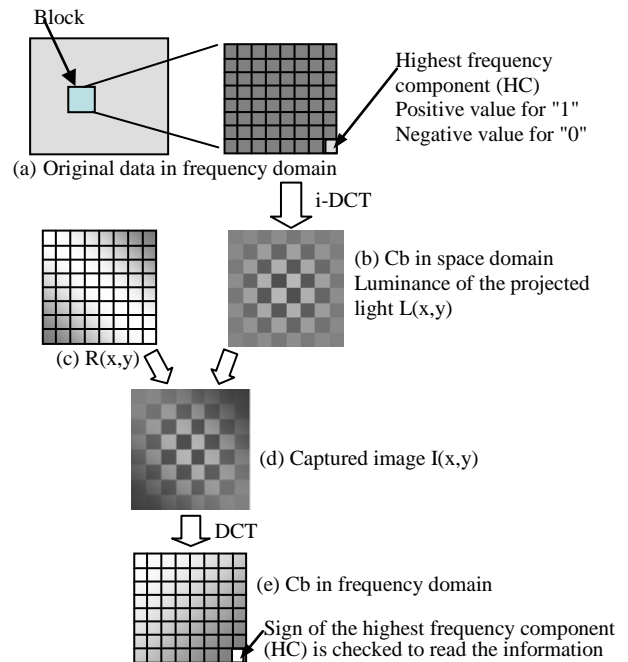 Block
Highest frequency
component (HC)
Positive value for "1"
Negative value for "0"
(a) Original data in frequency domain
i-DCT
(b) Cb in space domain
Luminance of the projected
light L(x,y)
(c) R(x,y)
(d) Captured image I(x,y)
DCT
(e) Cb in frequency domain
Sign of the highest frequency component
(HC) is checked to read the information